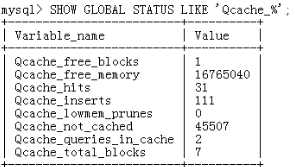 mysql> SHOW GLOBAL STATUS LIKE 'Qcache_%';
+-------------------------+----------+
| Variable_name | Value |
+-------------------------+----------+
| Qcache_free_blocks | 1 |
| Qcache_free_memory | 16765040 |
| Qcache_hits | 31 |
| Qcache_inserts | 111 |
| Qcache_lowmem_prunes | 0 |
| Qcache_not_cached | 45507 |
| Qcache_queries_in_cache | 2 |
| Qcache_total_blocks | 7 |
+-------------------------+----------+